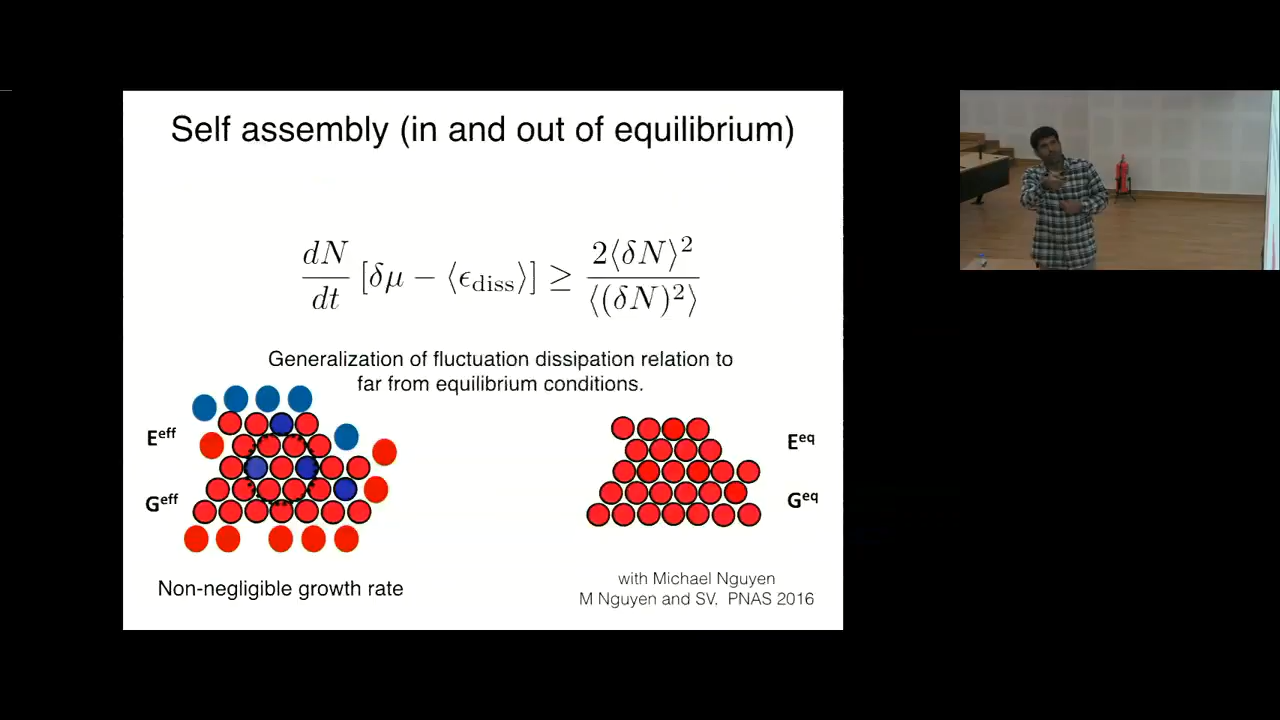 Self assembly (in and out of equilibrium)
dN/dt [δμ − ⟨ϵ_diss⟩] ≥ 2⟨δN⟩²/⟨(δN)²⟩
Generalization of fluctuation dissipation relation to
far from equilibrium conditions.
E^eff
G^eff
E^eq
G^eq
Non-negligible growth rate
with Michael Nguyen
M Nguyen and SV. PNAS 2016